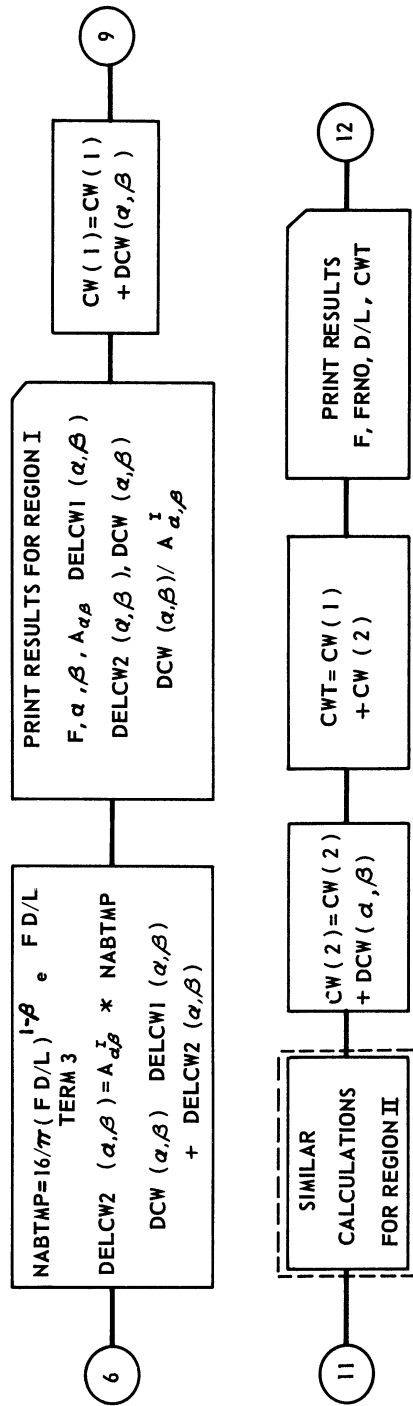 6
NABTMP=16/π(F D/L)^1-β e F D/L
TERM 3
DELCW2 (α,β)=A^I_αβ * NABTMP
DCW (α,β) DELCW1 (α,β)
+ DELCW2 (α,β)
PRINT RESULTS FOR REGION I
F, α,β, A_αβ DELCW1 (α,β)
DELCW2 (α,β), DCW (α,β)
DCW (α,β)/ A^I_α,β
CW(1)=CW(1)
+ DCW(α,β)
9
11
SIMILAR
CALCULATIONS
FOR REGION II
CW(2)=CW(2)
+ DCW(α,β)
CWT=CW(1)
+CW (2)
PRINT RESULTS
F, FRNO, D/L, CWT
12